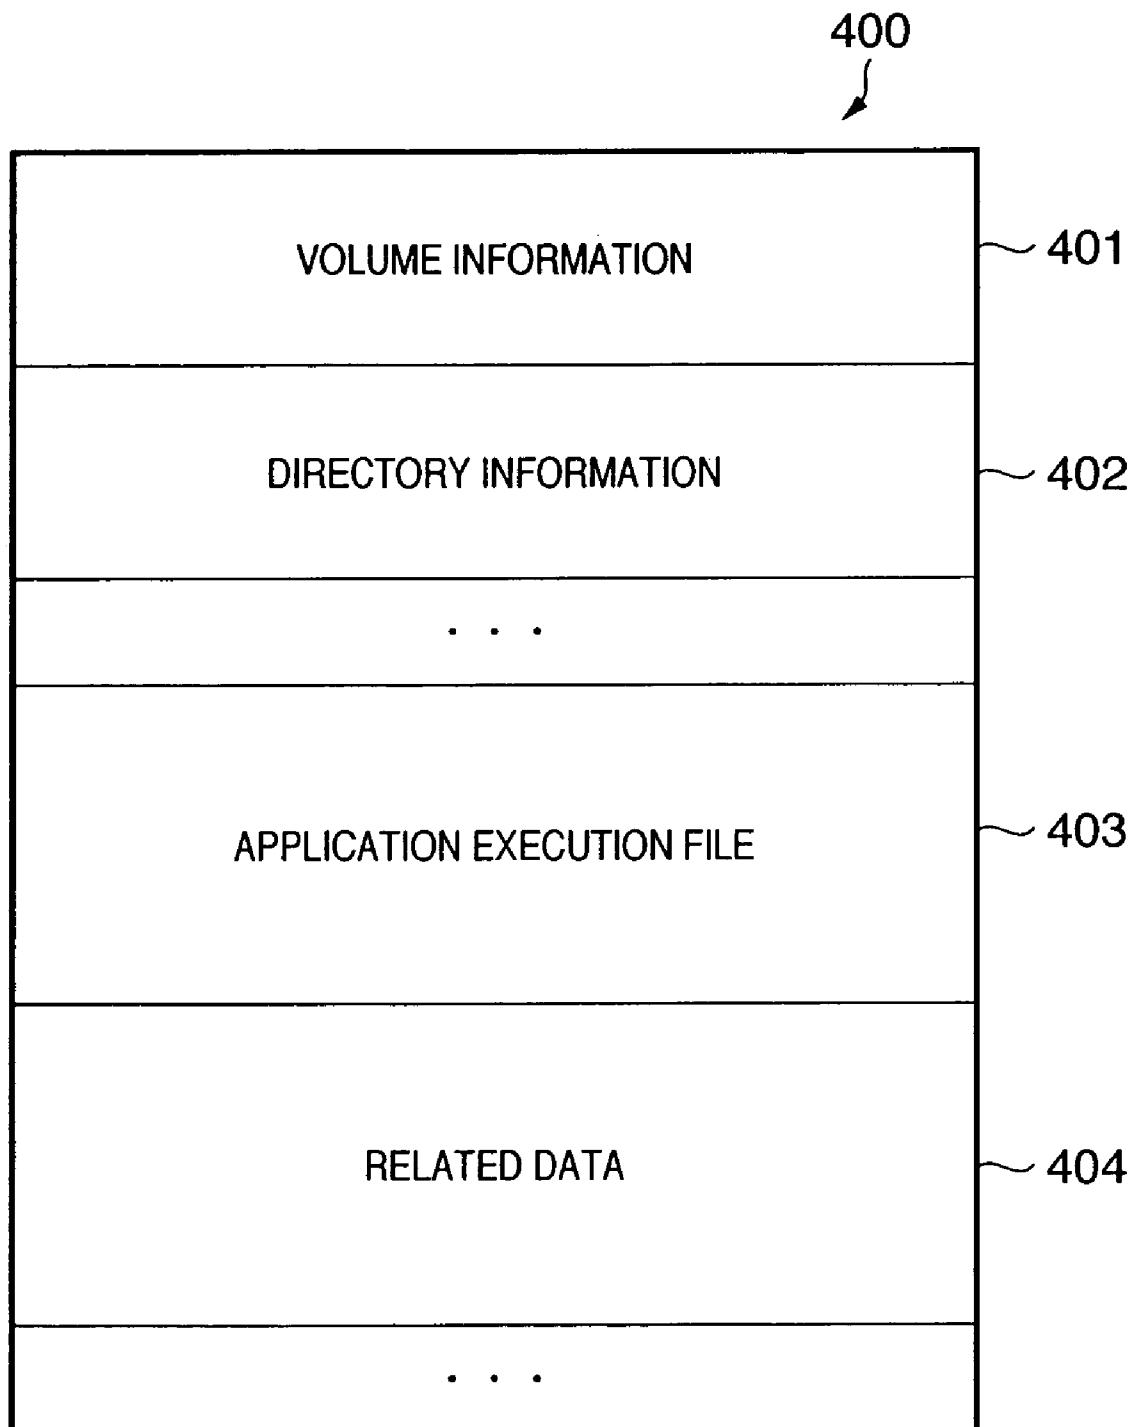 400
VOLUME INFORMATION
401
DIRECTORY INFORMATION
402
. . .
APPLICATION EXECUTION FILE
403
RELATED DATA
404
. . .